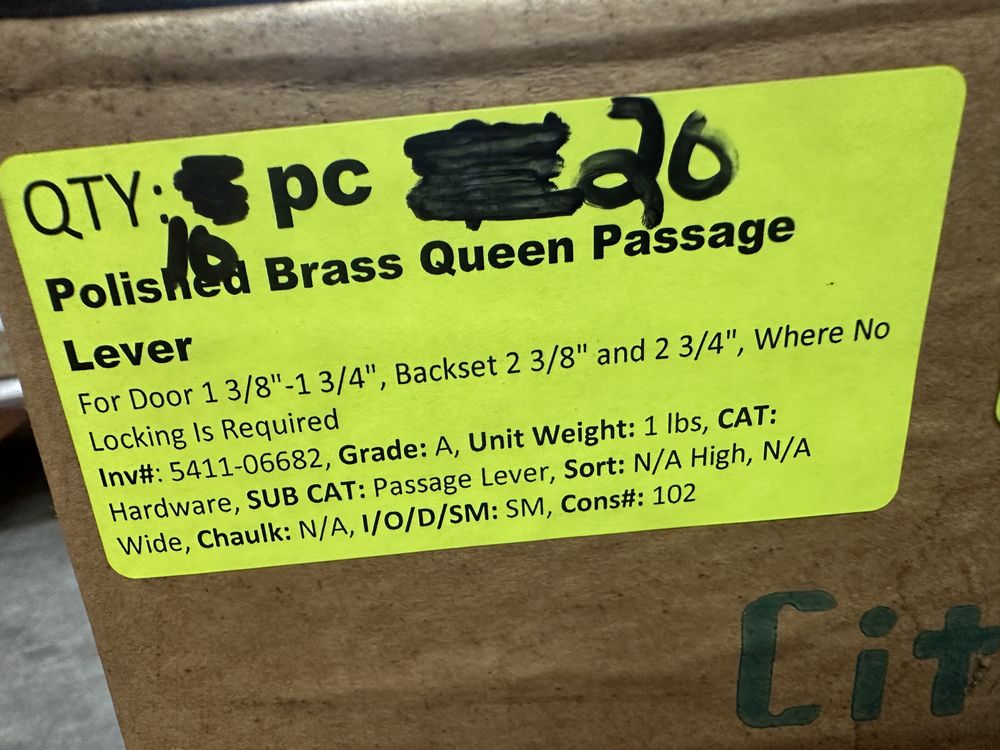 QTY: pc 20
10
Polished Brass Queen Passage
Lever
For Door 1 3/8"-1 3/4", Backset 2 3/8" and 2 3/4", Where No
Locking Is Required
Inv#: 5411-06682, Grade: A, Unit Weight: 1 lbs, CAT:
Hardware, SUB CAT: Passage Lever, Sort: N/A High, N/A
Wide, Chaulk: N/A, I/O/D/SM: SM, Cons#: 102
Cit